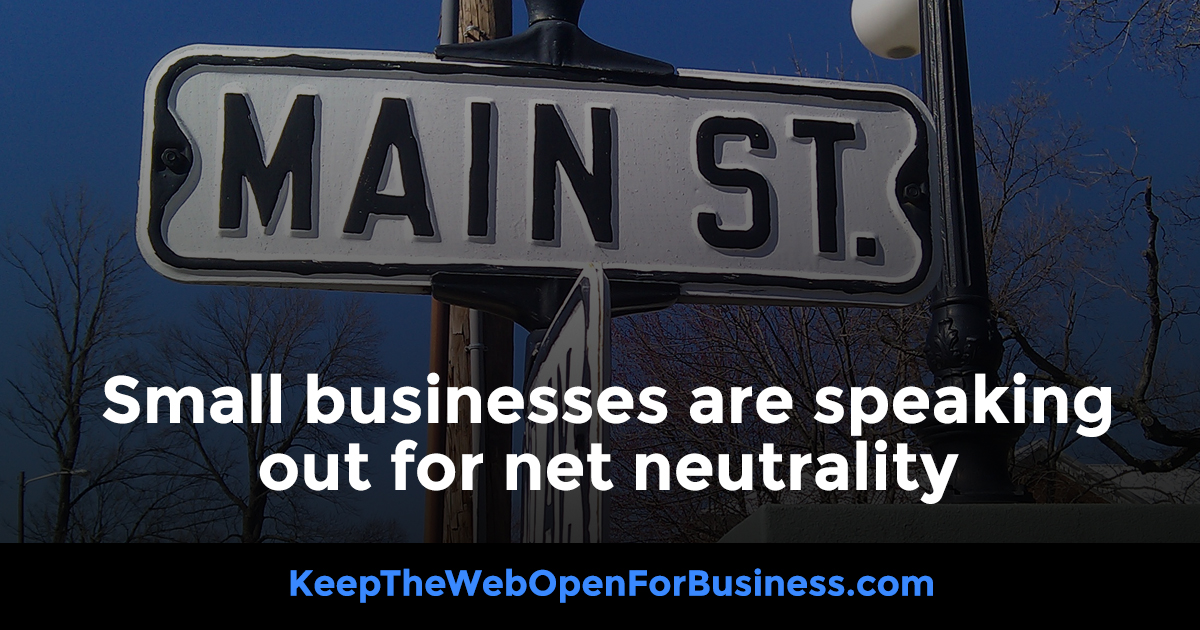 MAIN ST.
Small businesses are speaking
out for net neutrality
KeepTheWebOpenForBusiness.com